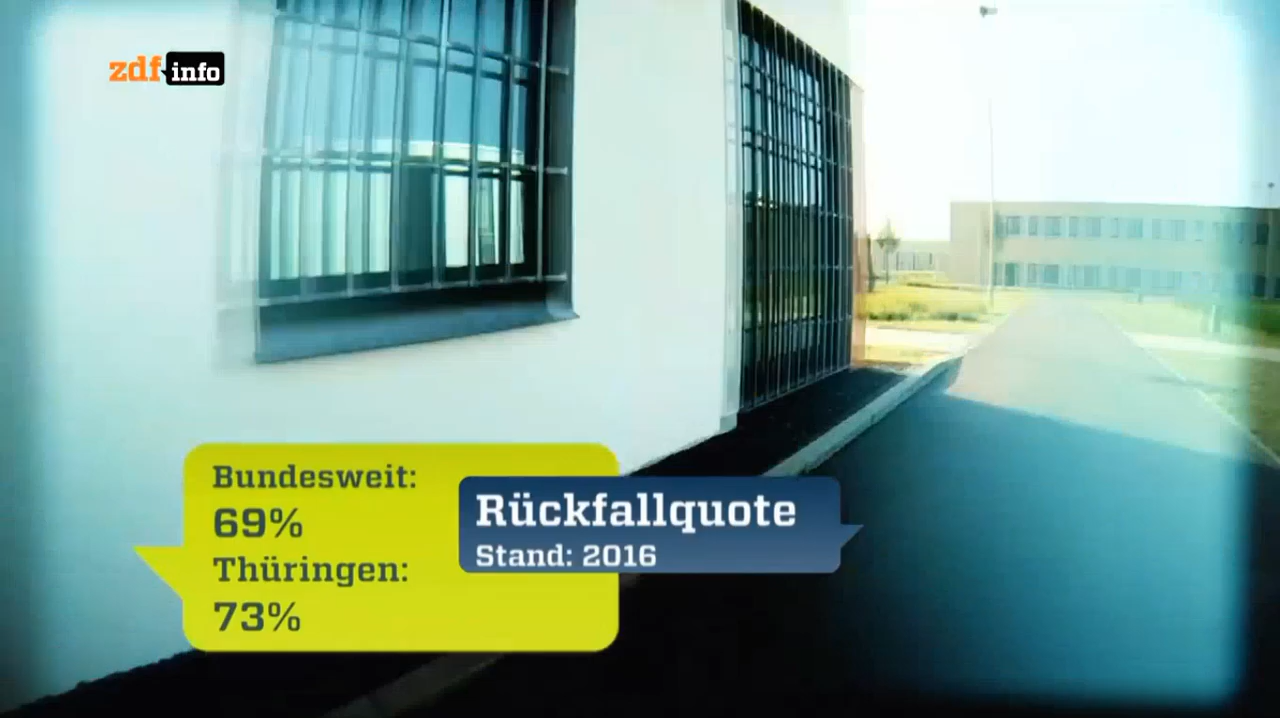 zdf info
Bundesweit:
69%
Thüringen:
73%
Rückfallquote
Stand: 2016